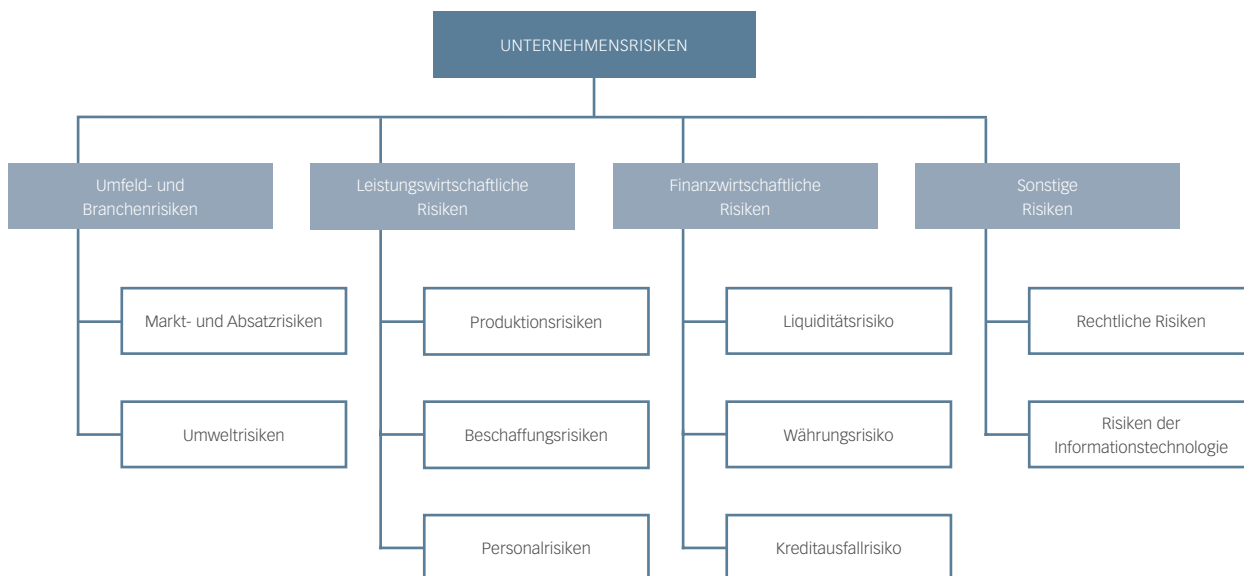 UNTERNEHMENSRISIKEN
Umfeld- und
Branchenrisiken
Leistungswirtschaftliche
Risiken
Finanzwirtschaftliche
Risiken
Sonstige
Risiken
Markt- und Absatzrisiken
Produktionsrisiken
Liquiditätsrisiko
Rechtliche Risiken
Umweltrisiken
Beschaffungsrisiken
Währungsrisiko
Risiken der
Informationstechnologie
Personalrisiken
Kreditausfallrisiko